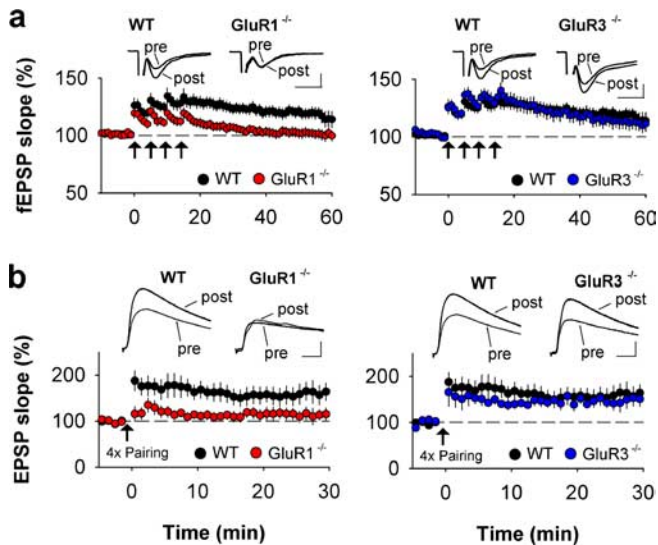 a
WT
GluR1 -/-
pre
post
pre
post
fEPSP slope (%)
150
100
50
0
20
40
60
WT
GluR1 -/-
WT
GluR3 -/-
pre
post
pre
post
150
100
50
0
20
40
60
WT
GluR3 -/-
b
WT
GluR1 -/-
post
pre
post
pre
EPSP slope (%)
200
100
0
4x Pairing
WT
GluR1 -/-
0
10
20
30
Time (min)
WT
GluR3 -/-
post
pre
post
pre
200
100
0
4x Pairing
WT
GluR3 -/-
0
10
20
30
Time (min)